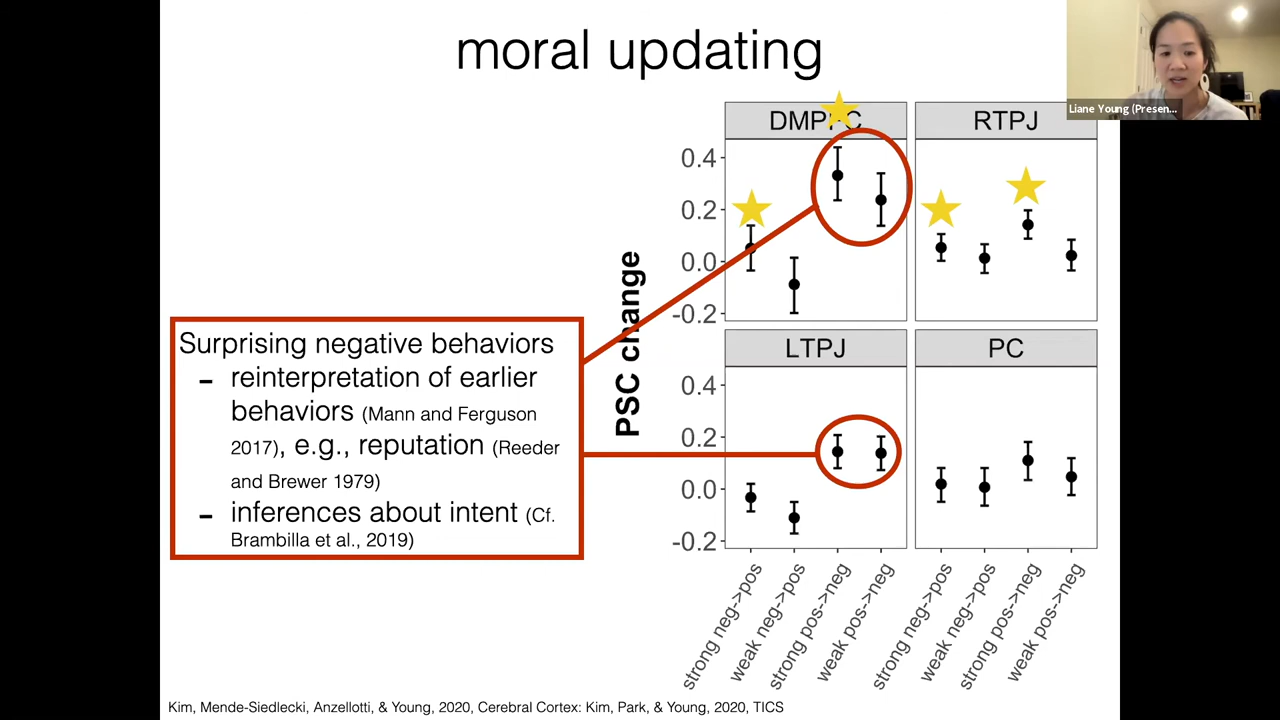 moral updating
Liane Young (Presen...
DMPFC
RTPJ
0.4
0.2
0.0
-0.2
LTPJ
PC
0.4
0.2
0.0
-0.2
PSC change
strong neg->pos
weak neg->pos
strong pos->neg
weak pos->neg
strong neg->pos
weak neg->pos
strong pos->neg
weak pos->neg
Surprising negative behaviors
- reinterpretation of earlier
behaviors (Mann and Ferguson
2017), e.g., reputation (Reeder
and Brewer 1979)
- inferences about intent (Cf.
Brambilla et al., 2019)
Kim, Mende-Siedlecki, Anzellotti, & Young, 2020, Cerebral Cortex: Kim, Park, & Young, 2020, TICS